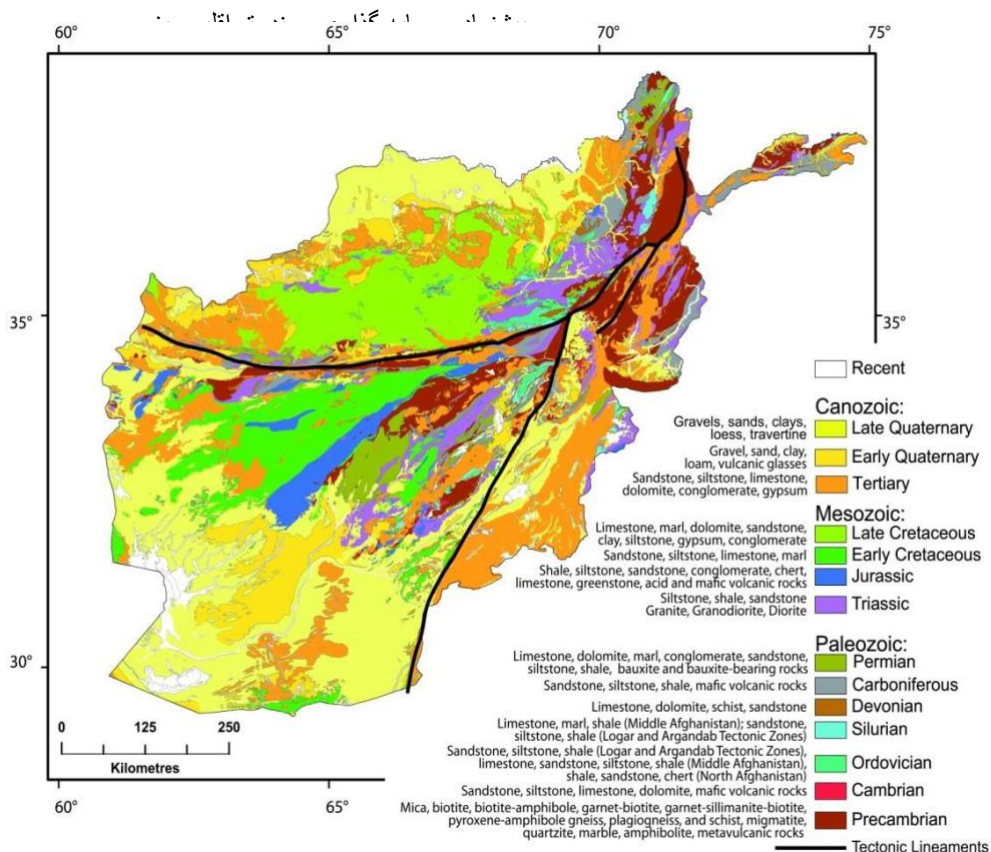 60°
65°
70°
75°
35°
35°
30°
60°
65°
0
125
250
Kilometres
Recent
Canozoic:
Gravels, sands, clays,
loess, travertine
Late Quaternary
Gravel, sand, clay,
loam, vulcanic glasses
Early Quaternary
Sandstone, siltstone, limestone,
dolomite, conglomerate, gypsum
Tertiary
Mesozoic:
Limestone, marl, dolomite, sandstone,
clay, siltstone, gypsum, conglomerate
Late Cretaceous
Sandstone, siltstone, limestone, marl
Early Cretaceous
Shale, siltstone, sandstone, conglomerate, chert,
limestone, greenstone, acid and mafic volcanic rocks
Jurassic
Siltstone, shale, sandstone
Granite, Granodiorite, Diorite
Triassic
Paleozoic:
Limestone, dolomite, marl, conglomerate, sandstone,
siltstone, shale, bauxite and bauxite-bearing rocks
Permian
Sandstone, siltstone, shale, mafic volcanic rocks
Carboniferous
Limestone, dolomite, schist, sandstone
Devonian
Limestone, marl, shale (Middle Afghanistan); sandstone,
siltstone, shale (Logar and Argandab Tectonic Zones)
Silurian
Sandstone, siltstone, shale (Logar and Argandab Tectonic Zones),
limestone, sandstone, siltstone, shale (Middle Afghanistan),
shale, sandstone, chert (North Afghanistan)
Ordovician
Sandstone, siltstone, limestone, dolomite, mafic volcanic rocks
Cambrian
Mica, biotite, biotite-amphibole, garnet-biotite, garnet-sillimanite-biotite,
pyroxene-amphibole gneiss, plagiogneiss, and schist, migmatite,
quartzite, marble, amphibolite, metavulcanic rocks
Precambrian
Tectonic Lineaments